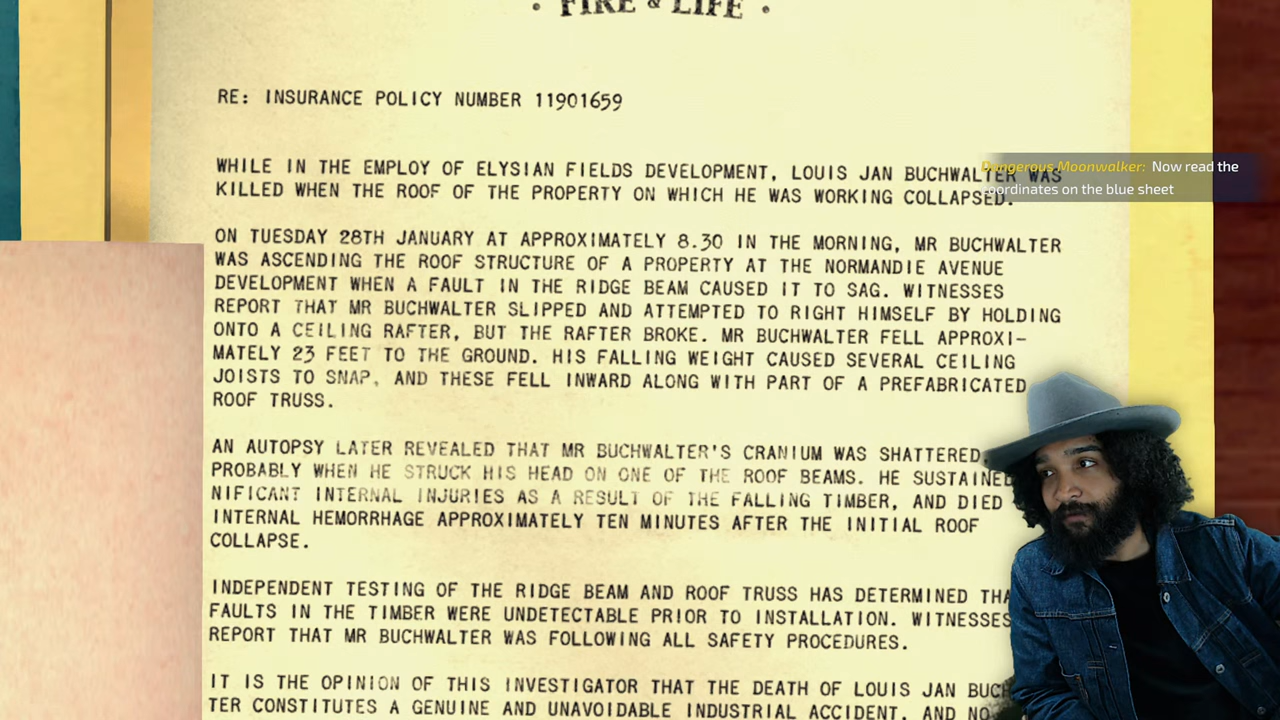 · FIRE & LIFE ·
RE: INSURANCE POLICY NUMBER 11901659
WHILE IN THE EMPLOY OF ELYSIAN FIELDS DEVELOPMENT, LOUIS JAN BUCHWALTER WAS
KILLED WHEN THE ROOF OF THE PROPERTY ON WHICH HE WAS WORKING COLLAPSED.
Dangerous Moonwalker: Now read the
coordinates on the blue sheet
ON TUESDAY 28TH JANUARY AT APPROXIMATELY 8.30 IN THE MORNING, MR BUCHWALTER
WAS ASCENDING THE ROOF STRUCTURE OF A PROPERTY AT THE NORMANDIE AVENUE
DEVELOPMENT WHEN A FAULT IN THE RIDGE BEAM CAUSED IT TO SAG. WITNESSES
REPORT THAT MR BUCHWALTER SLIPPED AND ATTEMPTED TO RIGHT HIMSELF BY HOLDING
ONTO A CEILING RAFTER, BUT THE RAFTER BROKE. MR BUCHWALTER FELL APPROXI-
MATELY 23 FEET TO THE GROUND. HIS FALLING WEIGHT CAUSED SEVERAL CEILING
JOISTS TO SNAP, AND THESE FELL INWARD ALONG WITH PART OF A PREFABRICATED
ROOF TRUSS.
AN AUTOPSY LATER REVEALED THAT MR BUCHWALTER'S CRANIUM WAS SHATTERED,
PROBABLY WHEN HE STRUCK HIS HEAD ON ONE OF THE ROOF BEAMS. HE SUSTAINED
NIFICANT INTERNAL INJURIES AS A RESULT OF THE FALLING TIMBER, AND DIED
INTERNAL HEMORRHAGE APPROXIMATELY TEN MINUTES AFTER THE INITIAL ROOF
COLLAPSE.
INDEPENDENT TESTING OF THE RIDGE BEAM AND ROOF TRUSS HAS DETERMINED THA
FAULTS IN THE TIMBER WERE UNDETECTABLE PRIOR TO INSTALLATION. WITNESSES
REPORT THAT MR BUCHWALTER WAS FOLLOWING ALL SAFETY PROCEDURES.
IT IS THE OPINION OF THIS INVESTIGATOR THAT THE DEATH OF LOUIS JAN BUCH
TER CONSTITUTES A GENUINE AND UNAVOIDABLE INDUSTRIAL ACCIDENT, AND NO